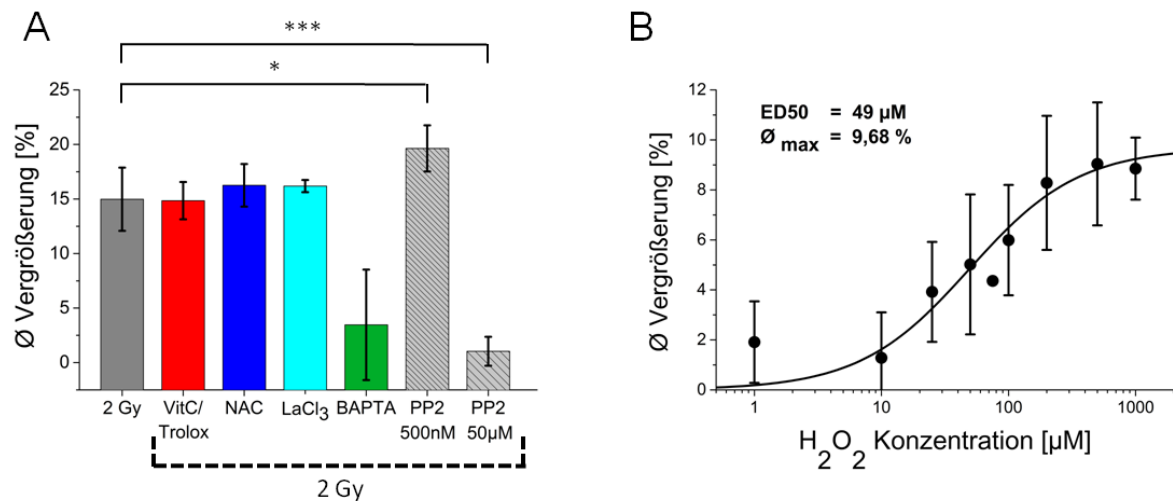 A
***
*
Ø Vergrößerung [%]
25
20
15
10
5
0
2 Gy
VitC/
Trolox
NAC
LaCl3
BAPTA
PP2
500nM
PP2
50µM
2 Gy
B
Ø Vergrößerung [%]
12
10
8
6
4
2
0
ED50 = 49 µM
Ø max = 9,68 %
1
10
100
1000
H2O2 Konzentration [µM]